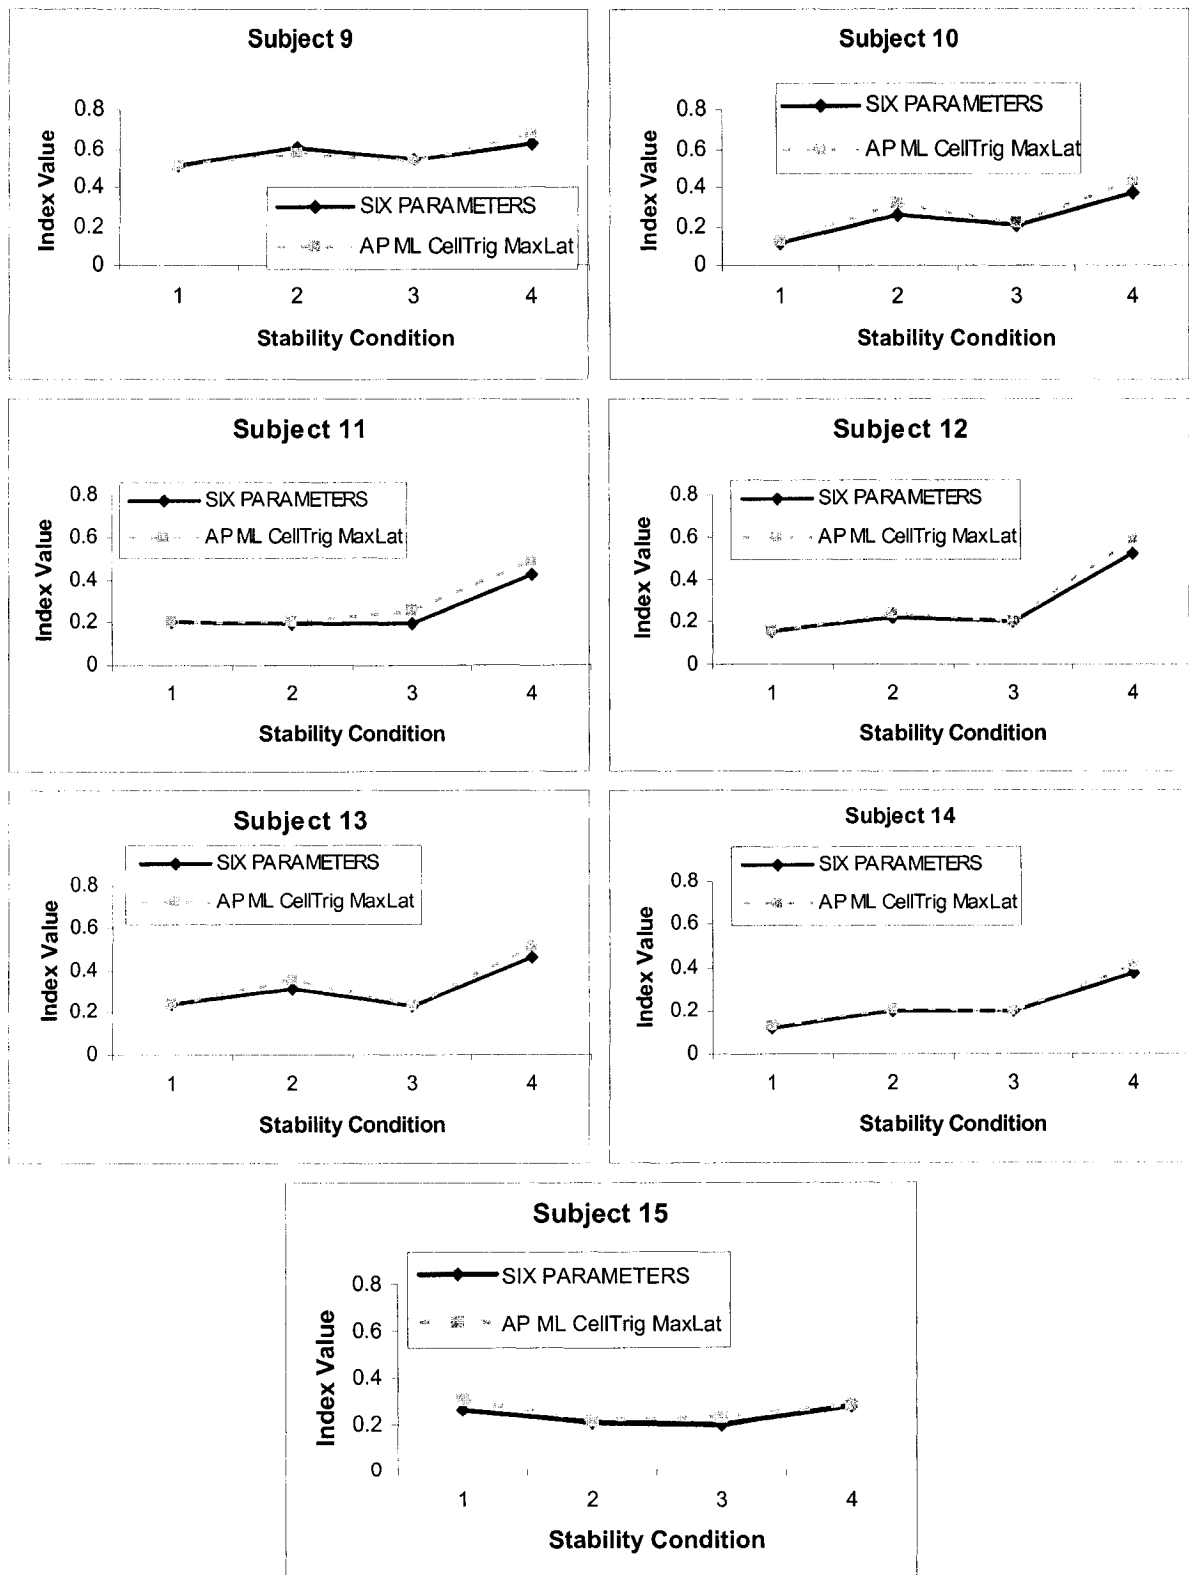 Subject 9
SIX PARAMETERS
AP ML CellTrig MaxLat
Index Value
0.8
0.6
0.4
0.2
0
1 2 3 4
Stability Condition
Subject 10
SIX PARAMETERS
AP ML CellTrig MaxLat
Index Value
0.8
0.6
0.4
0.2
0
1 2 3 4
Stability Condition
Subject 11
SIX PARAMETERS
AP ML CellTrig MaxLat
Index Value
0.8
0.6
0.4
0.2
0
1 2 3 4
Stability Condition
Subject 12
SIX PARAMETERS
AP ML CellTrig MaxLat
Index Value
0.8
0.6
0.4
0.2
0
1 2 3 4
Stability Condition
Subject 13
SIX PARAMETERS
AP ML CellTrig MaxLat
Index Value
0.8
0.6
0.4
0.2
0
1 2 3 4
Stability Condition
Subject 14
SIX PARAMETERS
AP ML CellTrig MaxLat
Index Value
0.8
0.6
0.4
0.2
0
1 2 3 4
Stability Condition
Subject 15
SIX PARAMETERS
AP ML CellTrig MaxLat
Index Value
0.8
0.6
0.4
0.2
0
1 2 3 4
Stability Condition